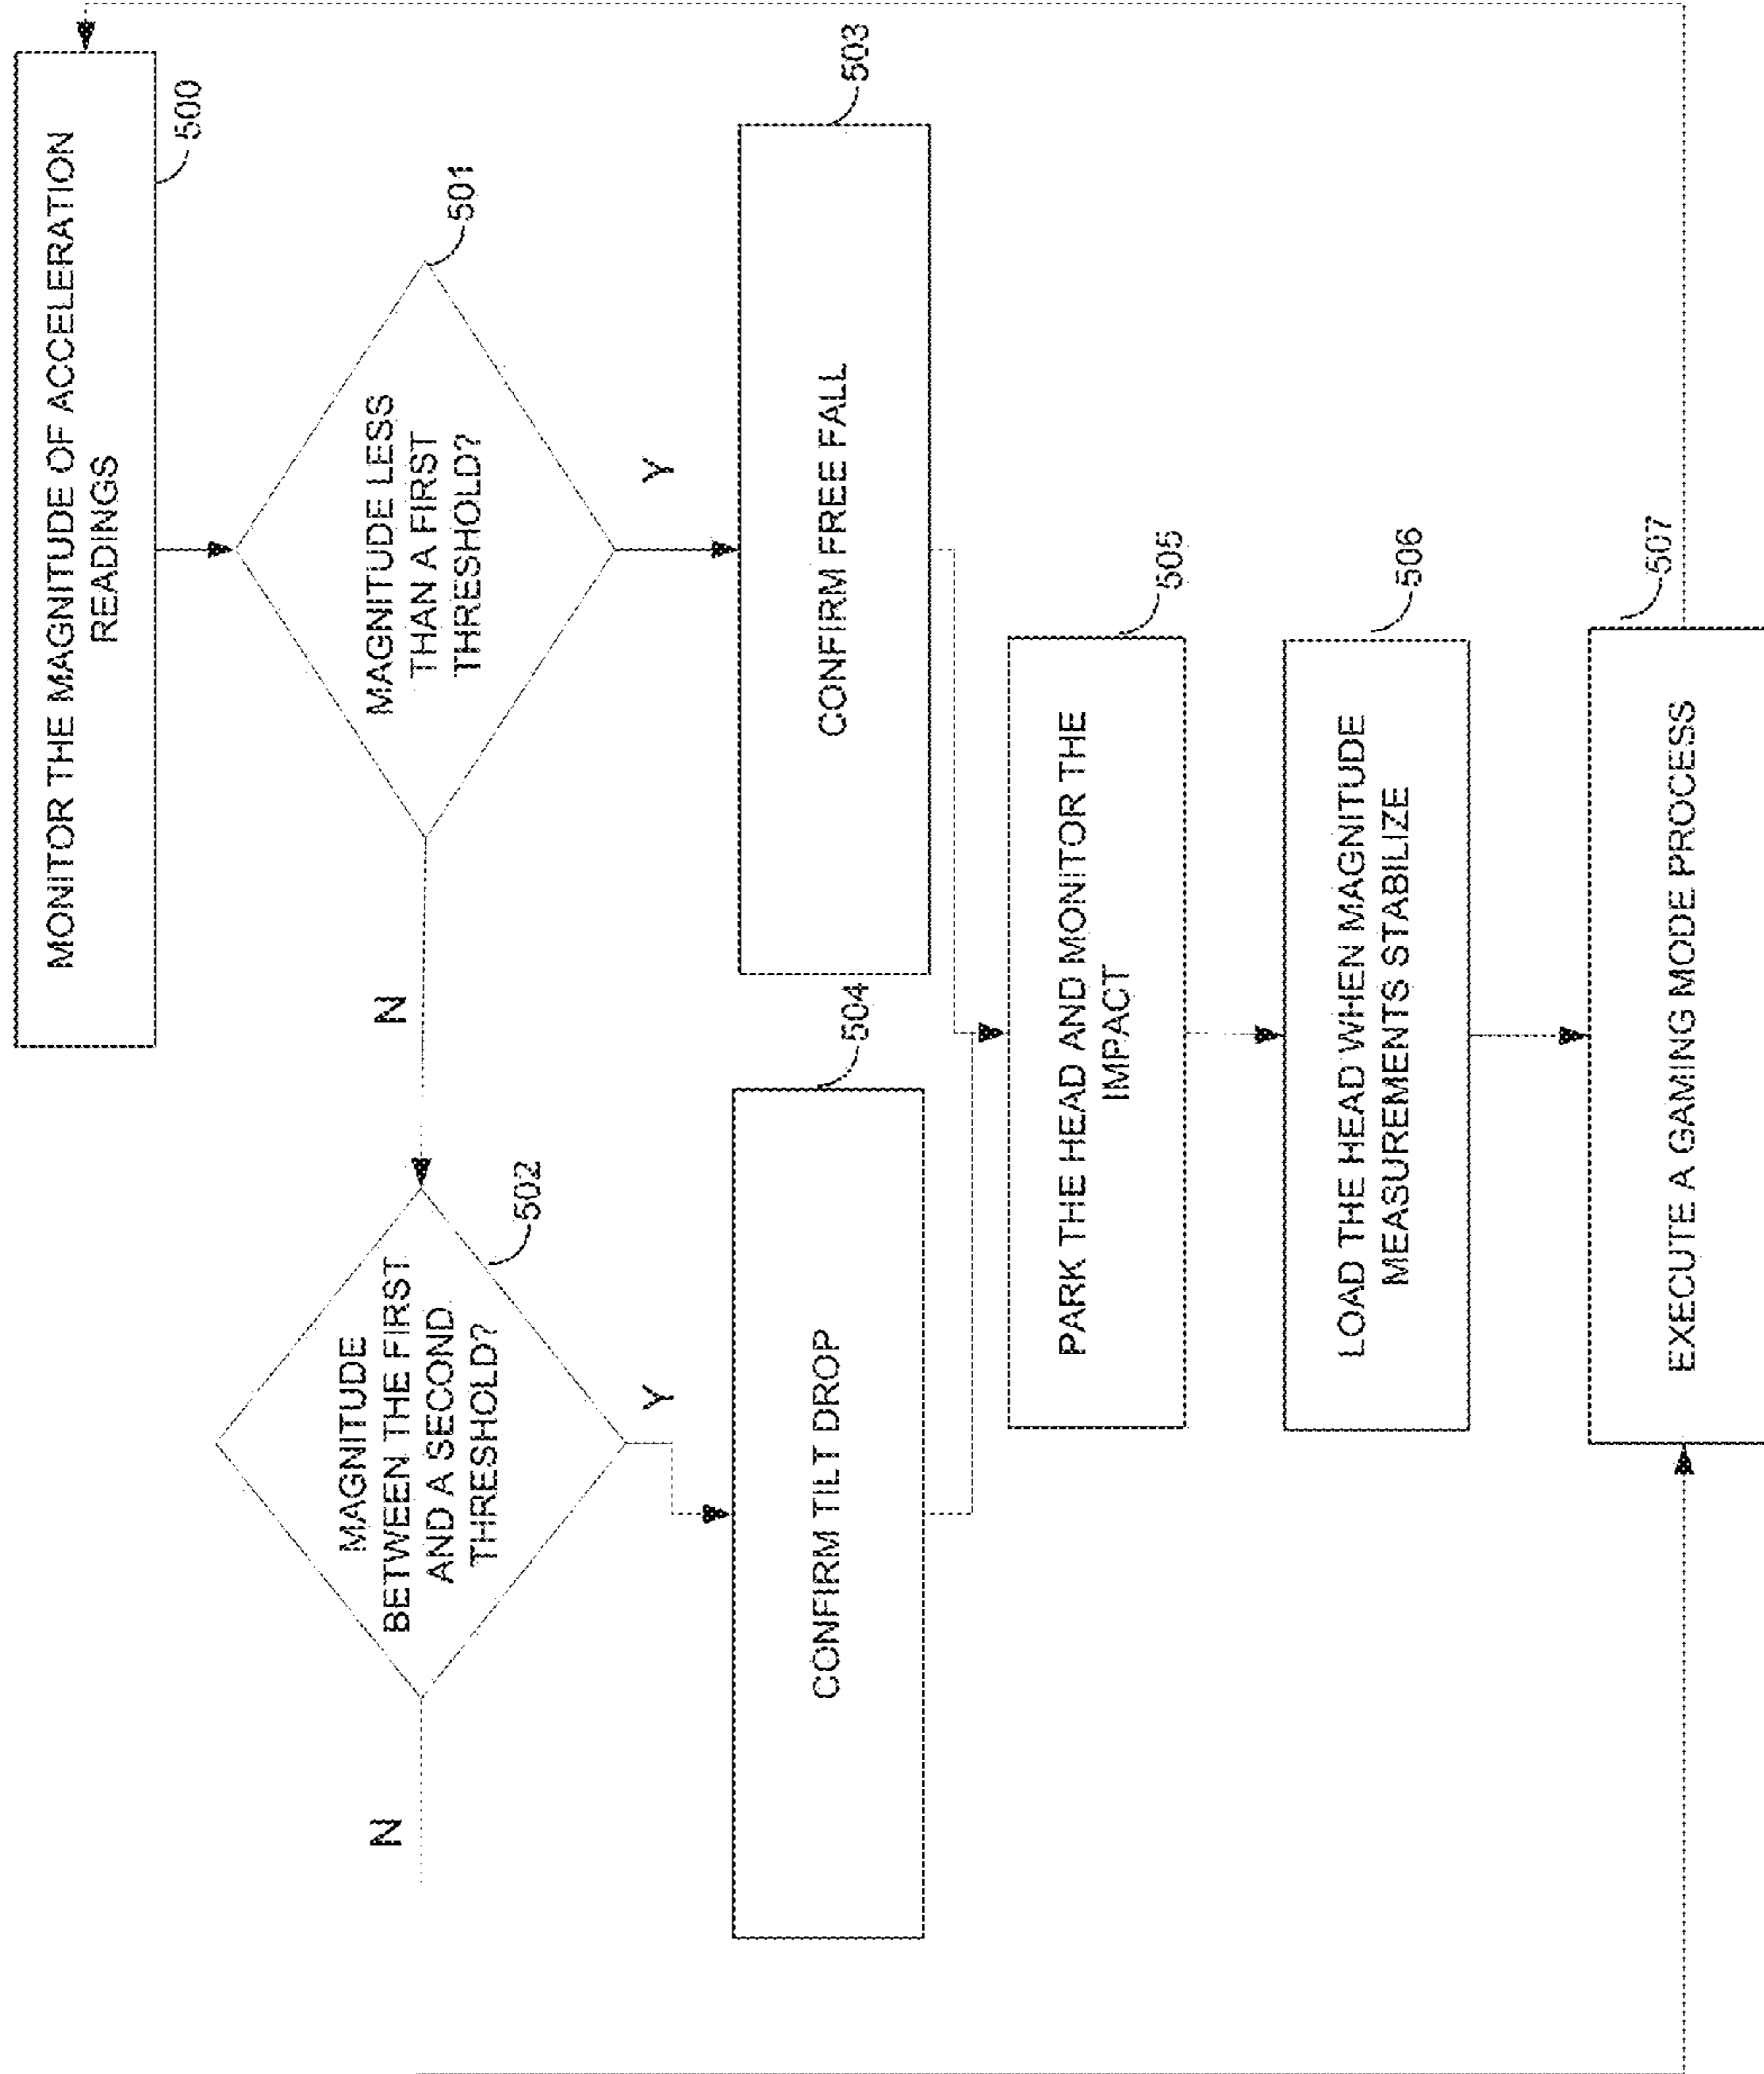 MONITOR THE MAGNITUDE OF ACCELERATION
READINGS
500
MAGNITUDE LESS
THAN A FIRST
THRESHOLD?
501
N
Y
MAGNITUDE
BETWEEN THE FIRST
AND A SECOND
THRESHOLD?
502
N
Y
CONFIRM FREE FALL
503
CONFIRM TILT DROP
504
PARK THE HEAD AND MONITOR THE
IMPACT
505
LOAD THE HEAD WHEN MAGNITUDE
MEASUREMENTS STABILIZE
506
EXECUTE A GAMING MODE PROCESS
507